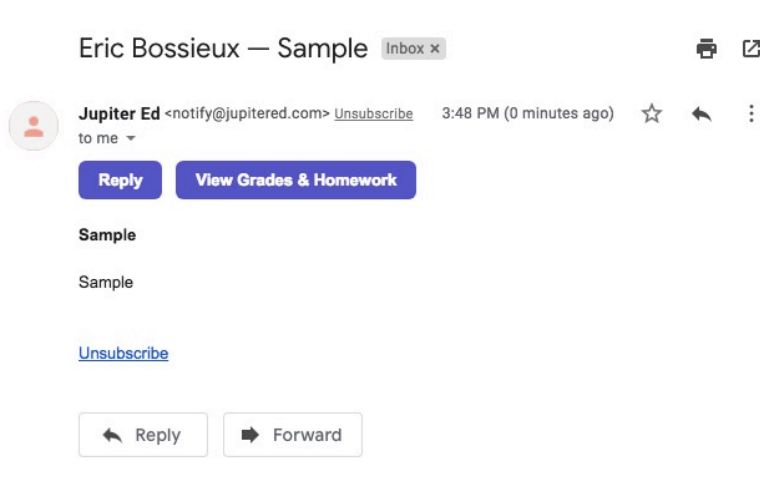 Eric Bossieux — Sample Inbox ×
Jupiter Ed <notify@jupitered.com> Unsubscribe 3:48 PM (0 minutes ago)
to me
Reply View Grades & Homework
Sample
Sample
Unsubscribe
Reply Forward